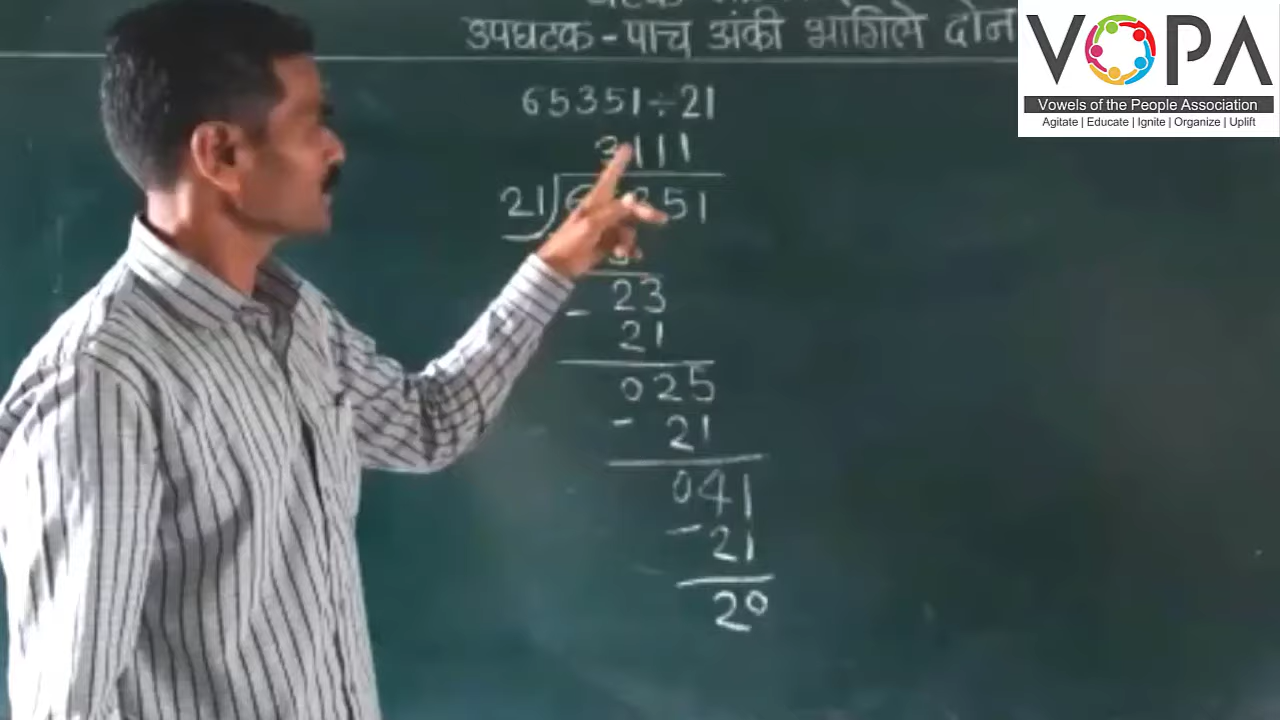 उपघटक - पाच अंकी भागिले दोन
65351 ÷ 21
3111
21) 65351
- 23
21
025
- 21
041
- 21
20
VOPA
Vowels of the People Association
Agitate | Educate | Ignite | Organize | Uplift